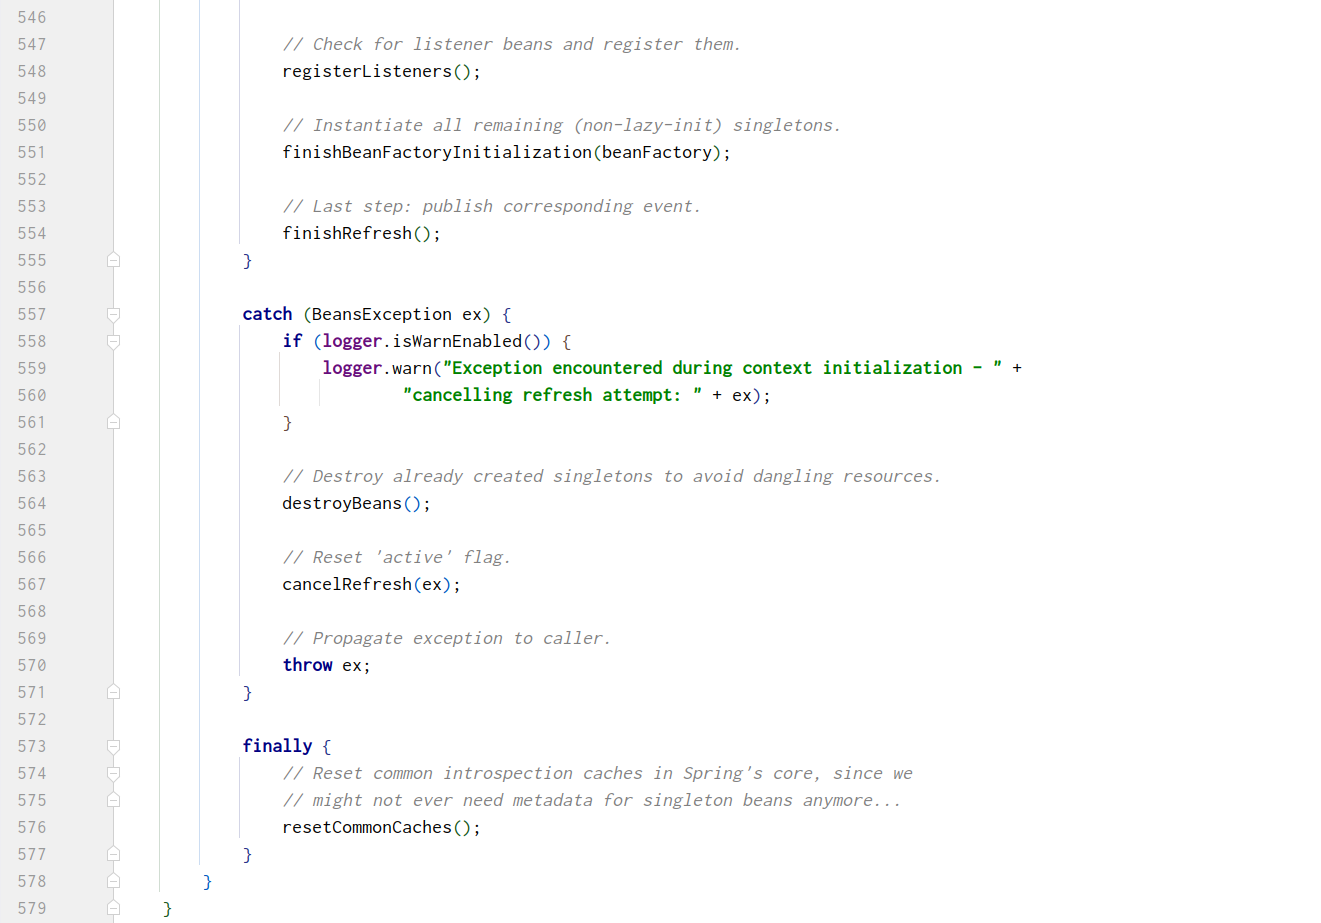 546
547 // Check for listener beans and register them.
548 registerListeners();
549
550 // Instantiate all remaining (non-lazy-init) singletons.
551 finishBeanFactoryInitialization(beanFactory);
552
553 // Last step: publish corresponding event.
554 finishRefresh();
555 }
556
557 catch (BeansException ex) {
558 if (logger.isWarnEnabled()) {
559 logger.warn("Exception encountered during context initialization - " +
560 "cancelling refresh attempt: " + ex);
561 }
562
563 // Destroy already created singletons to avoid dangling resources.
564 destroyBeans();
565
566 // Reset 'active' flag.
567 cancelRefresh(ex);
568
569 // Propagate exception to caller.
570 throw ex;
571 }
572
573 finally {
574 // Reset common introspection caches in Spring's core, since we
575 // might not ever need metadata for singleton beans anymore...
576 resetCommonCaches();
577 }
578 }
579 }